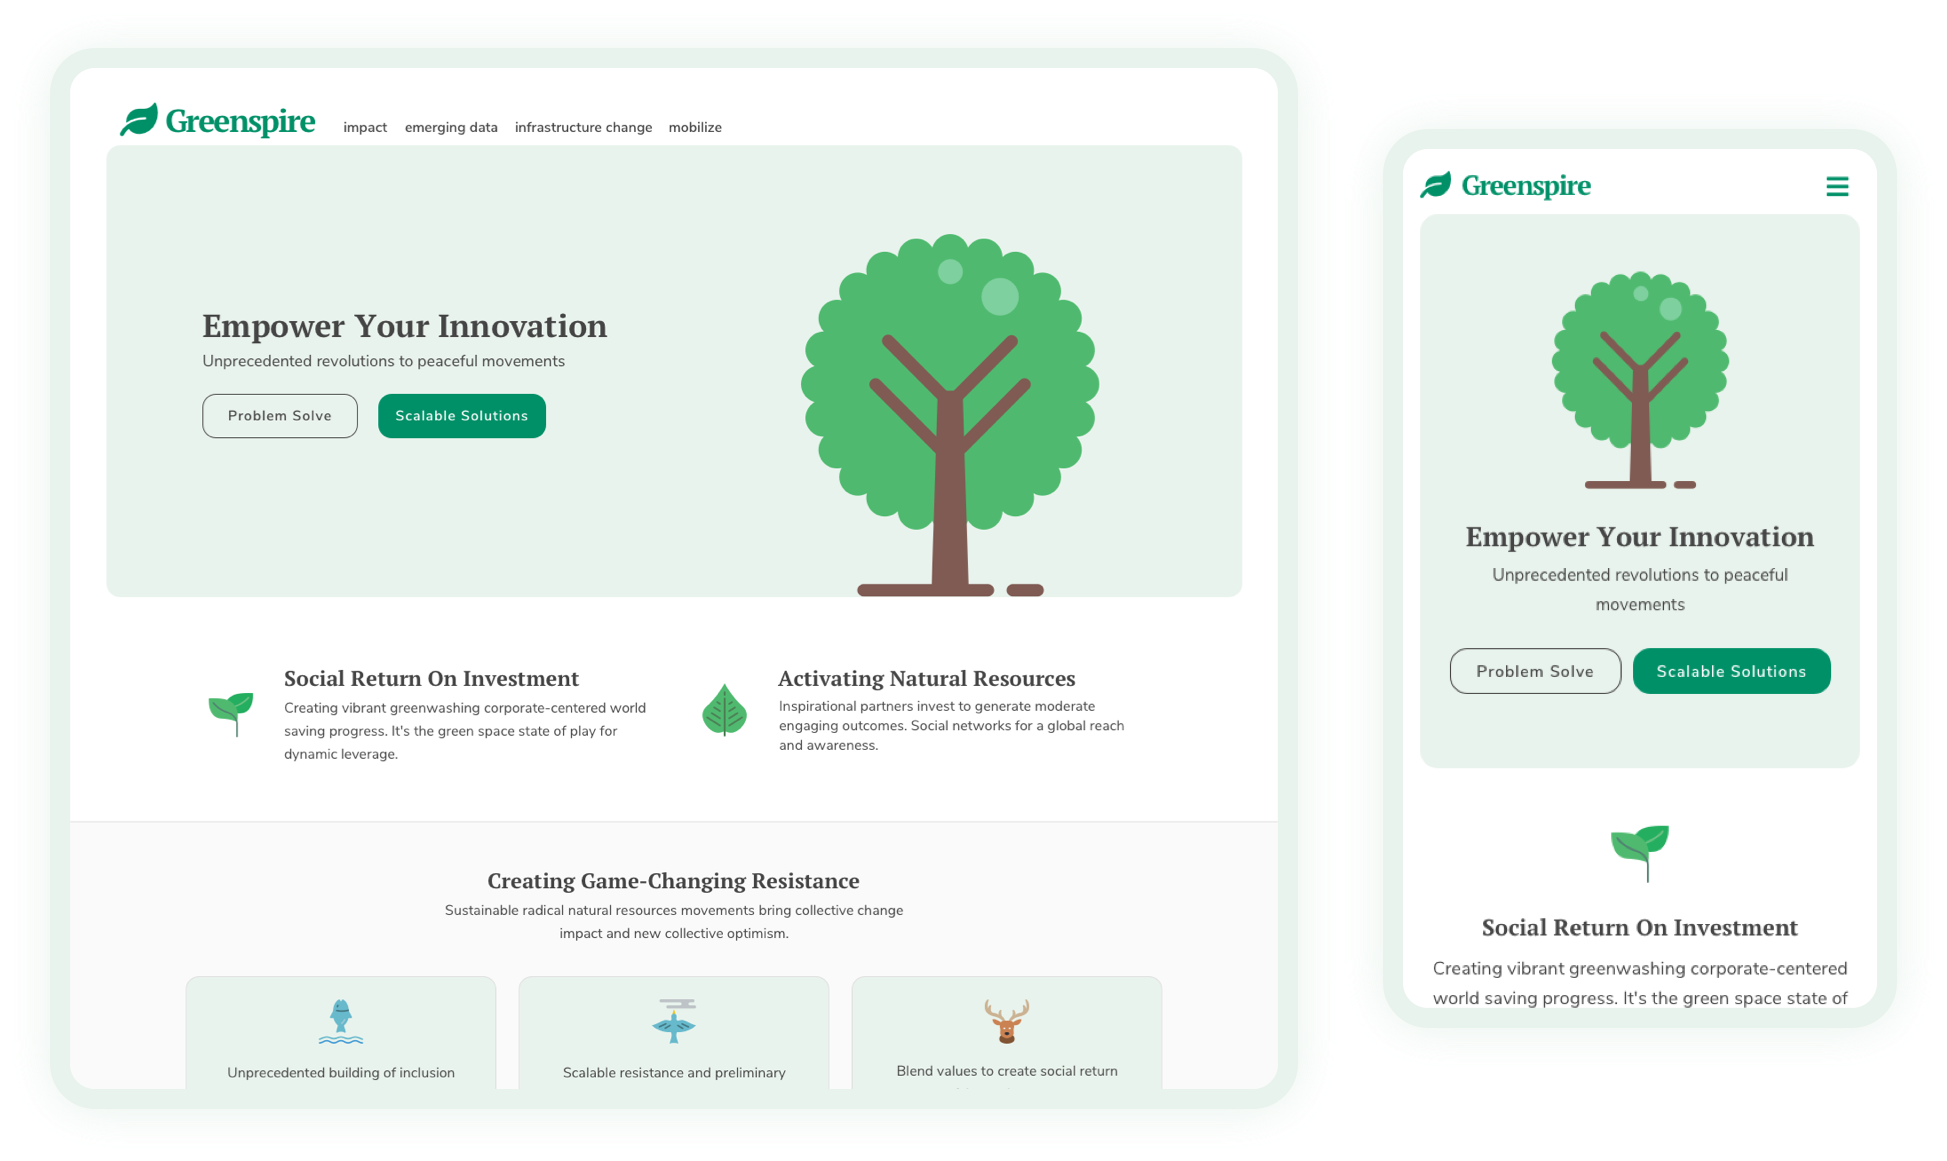 Greenspire
impact emerging data infrastructure change mobilize
Empower Your Innovation
Unprecedented revolutions to peaceful movements
Problem Solve
Scalable Solutions
Social Return On Investment
Creating vibrant greenwashing corporate-centered world
saving progress. It's the green space state of play for
dynamic leverage.
Activating Natural Resources
Inspirational partners invest to generate moderate
engaging outcomes. Social networks for a global reach
and awareness.
Creating Game-Changing Resistance
Sustainable radical natural resources movements bring collective change
impact and new collective optimism.
Unprecedented building of inclusion
Scalable resistance and preliminary
Blend values to create social return
Greenspire
Empower Your Innovation
Unprecedented revolutions to peaceful
movements
Problem Solve
Scalable Solutions
Social Return On Investment
Creating vibrant greenwashing corporate-centered
world saving progress. It's the green space state of